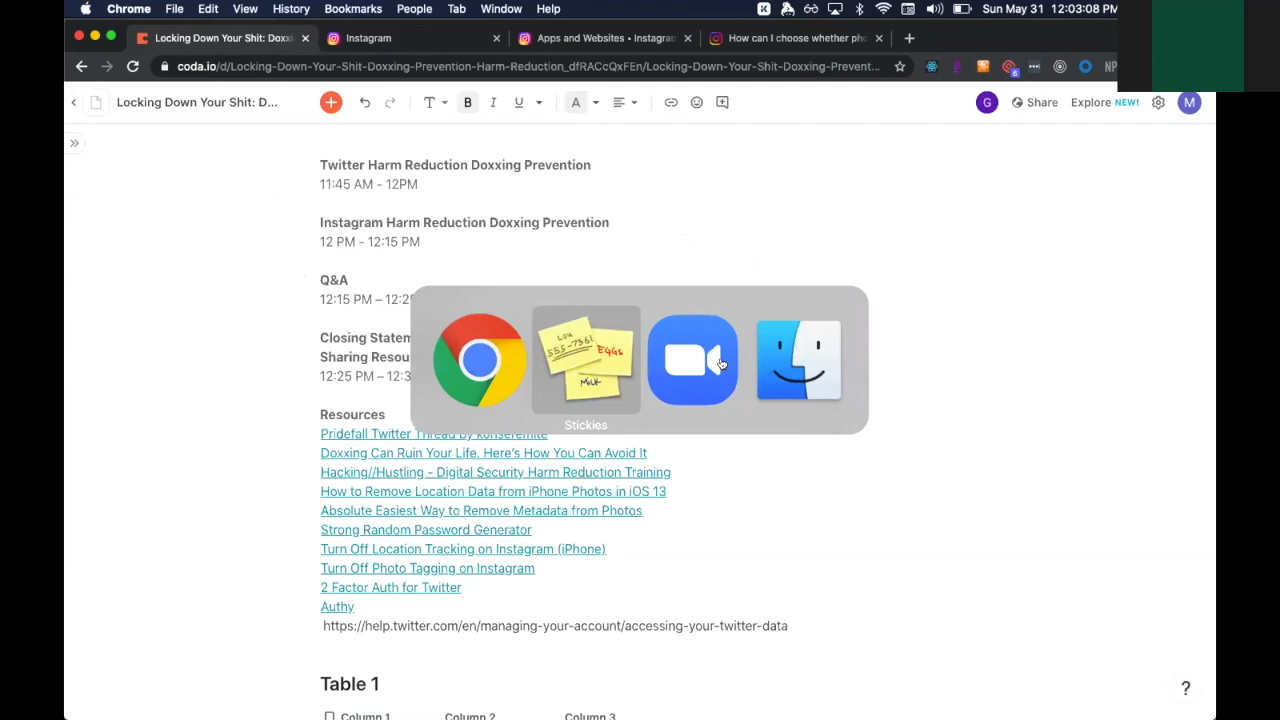 Chrome File Edit View History Bookmarks People Tab Window Help Sun May 31 12:03:08 PM
Locking Down Your Shit: Doxxi Instagram Apps and Websites • Instagram How can I choose whether pho
coda.io/d/Locking-Down-Your-Shit-Doxxing-Prevention-Harm-Reduction_dfRACcQxFEn/Locking-Down-Your-Shit-Doxxing-Prevent... 6 NP
Locking Down Your Shit: D... T B I U A G Share Explore NEW! M
Twitter Harm Reduction Doxxing Prevention
11:45 AM - 12PM
Instagram Harm Reduction Doxxing Prevention
12 PM - 12:15 PM
Q&A
12:15 PM – 12:2
Closing Statem
Sharing Resou
12:25 PM – 12:3
LOU
555-7361
EGGS
MILK
Stickies
Resources
Pridefall Twitter Thread by konseremite
Doxxing Can Ruin Your Life. Here's How You Can Avoid It
Hacking//Hustling - Digital Security Harm Reduction Training
How to Remove Location Data from iPhone Photos in iOS 13
Absolute Easiest Way to Remove Metadata from Photos
Strong Random Password Generator
Turn Off Location Tracking on Instagram (iPhone)
Turn Off Photo Tagging on Instagram
2 Factor Auth for Twitter
Authy
https://help.twitter.com/en/managing-your-account/accessing-your-twitter-data
Table 1
?
Column 1 Column 2 Column 3